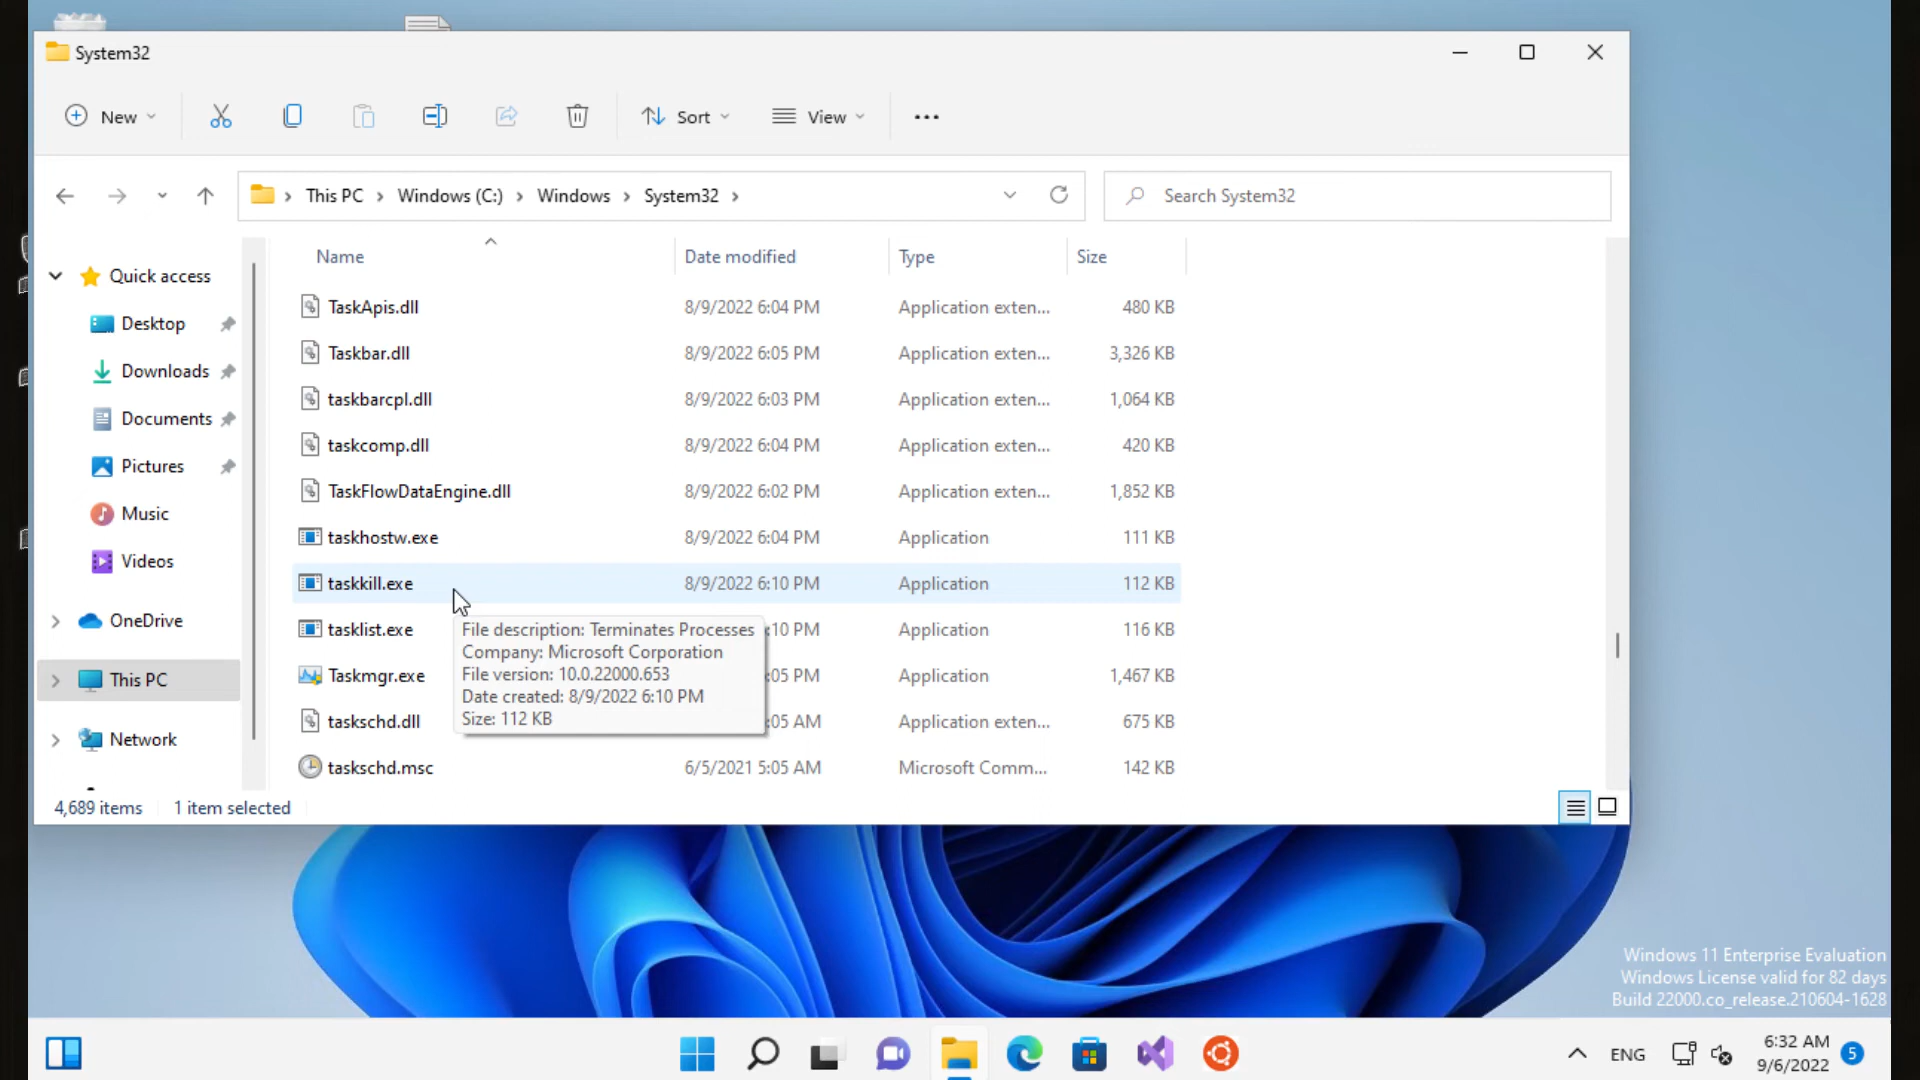 System32
New
Sort
View
This PC
Windows (C:)
Windows
System32
Search System32
Name
Date modified
Type
Size
Quick access
Desktop
Downloads
Documents
Pictures
Music
Videos
OneDrive
This PC
Network
TaskApis.dll 8/9/2022 6:04 PM Application exten... 480 KB
Taskbar.dll 8/9/2022 6:05 PM Application exten... 3,326 KB
taskbarcpl.dll 8/9/2022 6:03 PM Application exten... 1,064 KB
taskcomp.dll 8/9/2022 6:04 PM Application exten... 420 KB
TaskFlowDataEngine.dll 8/9/2022 6:02 PM Application exten... 1,852 KB
taskhostw.exe 8/9/2022 6:04 PM Application 111 KB
taskkill.exe 8/9/2022 6:10 PM Application 112 KB
tasklist.exe :10 PM Application 116 KB
Taskmgr.exe :05 PM Application 1,467 KB
taskschd.dll :05 AM Application exten... 675 KB
taskschd.msc 6/5/2021 5:05 AM Microsoft Comm... 142 KB
File description: Terminates Processes
Company: Microsoft Corporation
File version: 10.0.22000.653
Date created: 8/9/2022 6:10 PM
Size: 112 KB
4,689 items
1 item selected
Windows 11 Enterprise Evaluation
Windows License valid for 82 days
Build 22000.co_release.210604-1628
ENG
6:32 AM
9/6/2022
5